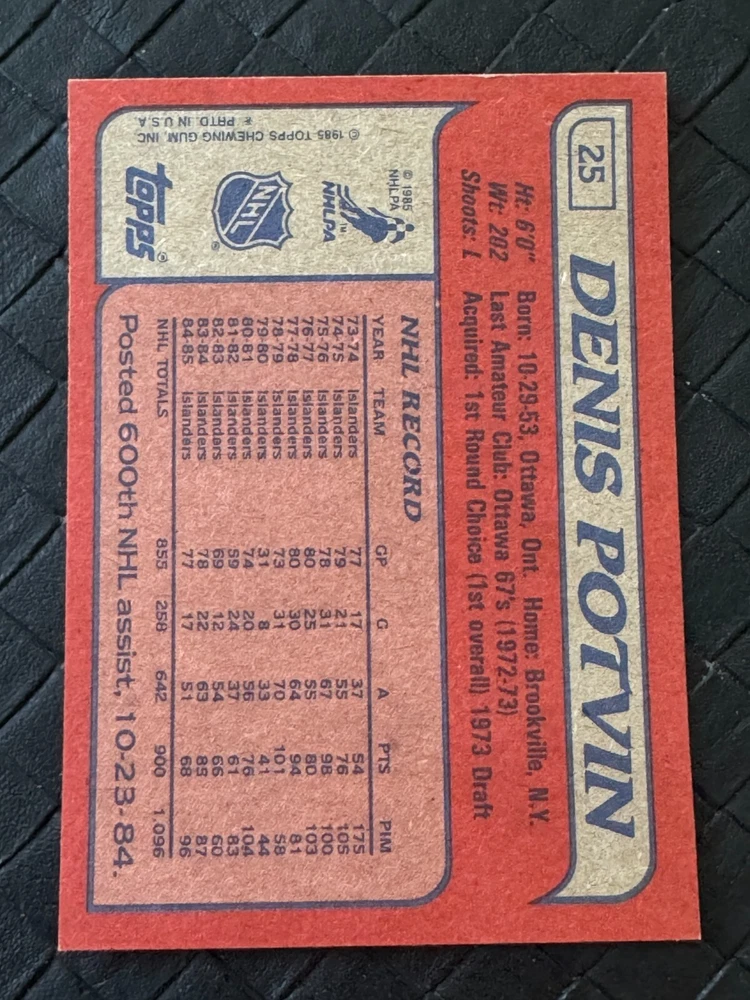 25 DENIS POTVIN
Ht: 6'0" Born: 10-29-53, Ottawa, Ont. Home: Brookville, N.Y.
Wt: 202 Last Amateur Club: Ottawa 67's (1972-73)
Shoots: L Acquired: 1st Round Choice (1st overall) 1973 Draft
© 1985
NHLPA
NHLPA™
NHL®
TOPPS®
© 1985 TOPPS CHEWING GUM, INC
* PRTD. IN U.S.A.
NHL RECORD
YEAR TEAM GP G A PTS PIM
73-74 Islanders 77 17 37 54 175
74-75 Islanders 79 21 55 76 105
75-76 Islanders 78 31 67 98 100
76-77 Islanders 80 25 55 80 103
77-78 Islanders 80 30 64 94 81
78-79 Islanders 73 31 70 101 58
79-80 Islanders 31 8 33 41 44
80-81 Islanders 74 20 56 76 104
81-82 Islanders 59 24 37 61 83
82-83 Islanders 69 12 54 66 60
83-84 Islanders 78 22 63 85 87
84-85 Islanders 77 17 51 68 96
NHL TOTALS 855 258 642 900 1,096
Posted 600th NHL assist, 10-23-84.